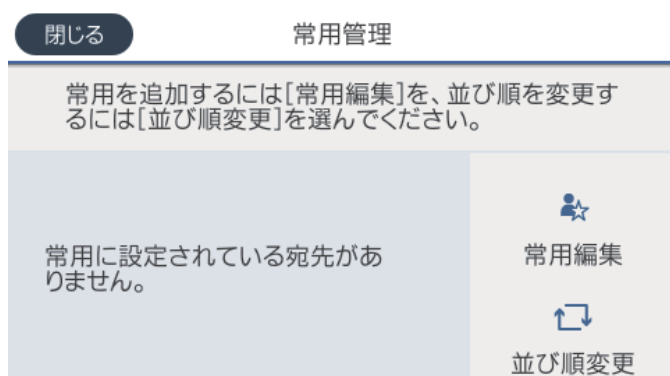 閉じる
常用管理
常用を追加するには[常用編集]を、並び順を変更す
るには[並び順変更]を選んでください。
常用に設定されている宛先があ
りません。
常用編集
並び順変更